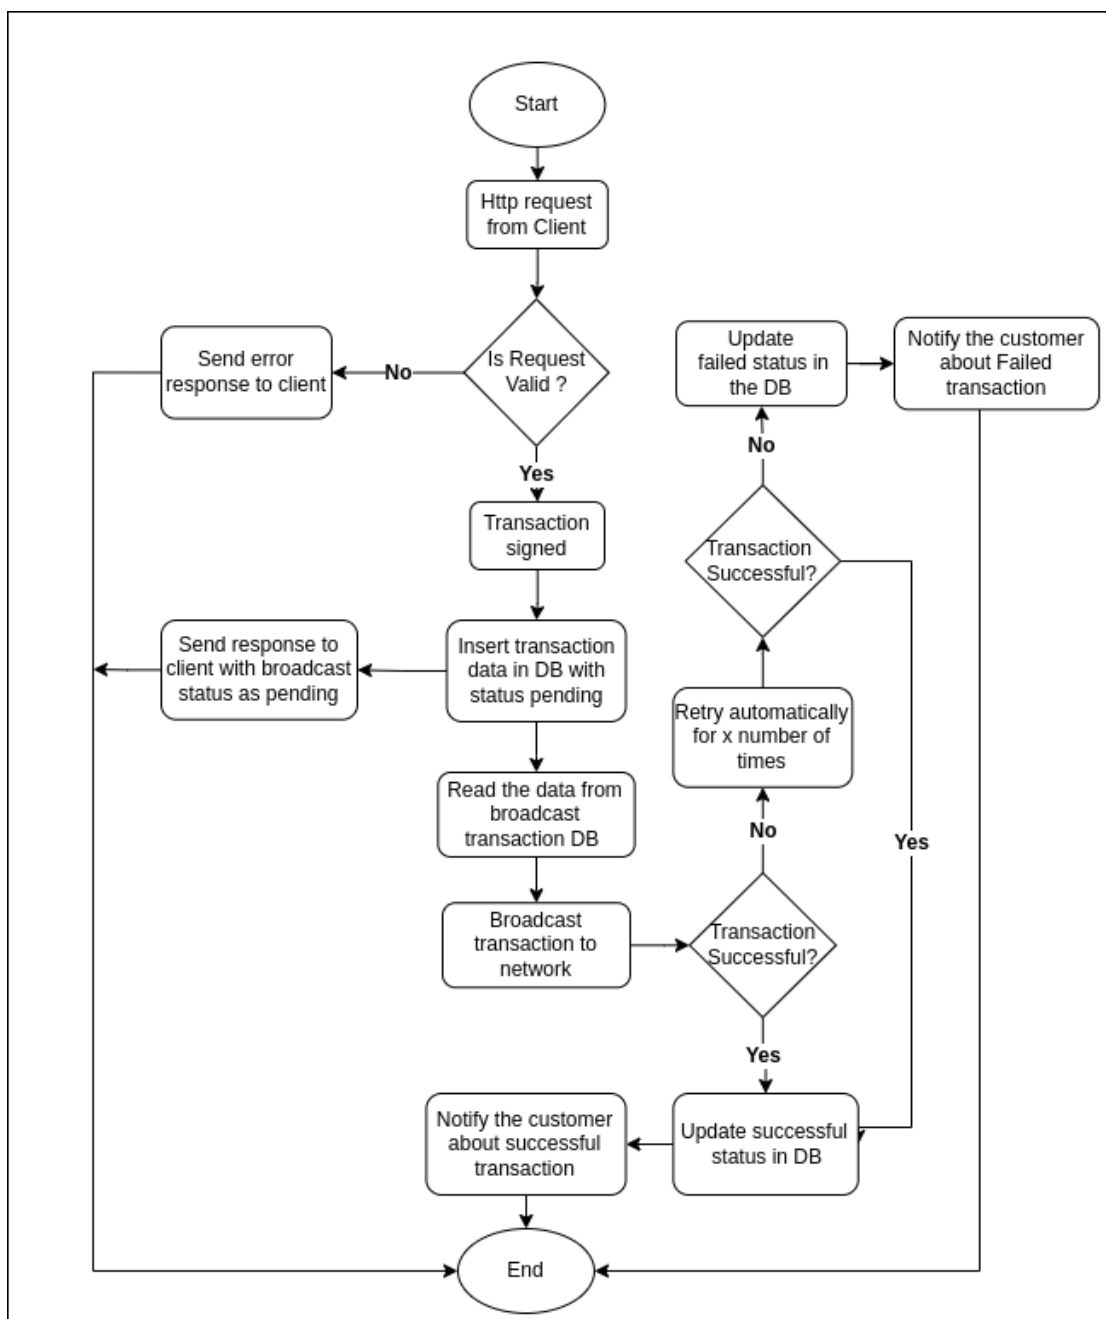 Start
Http request
from Client
Is Request
Valid ?
No
Send error
response to client
Yes
Transaction
signed
Insert transaction
data in DB with
status pending
Send response to
client with broadcast
status as pending
Read the data from
broadcast
transaction DB
Broadcast
transaction to
network
Transaction
Successful?
No
Retry automatically
for x number of
times
Transaction
Successful?
No
Update
failed status in
the DB
Notify the customer
about Failed
transaction
Yes
Yes
Update successful
status in DB
Notify the customer
about successful
transaction
End